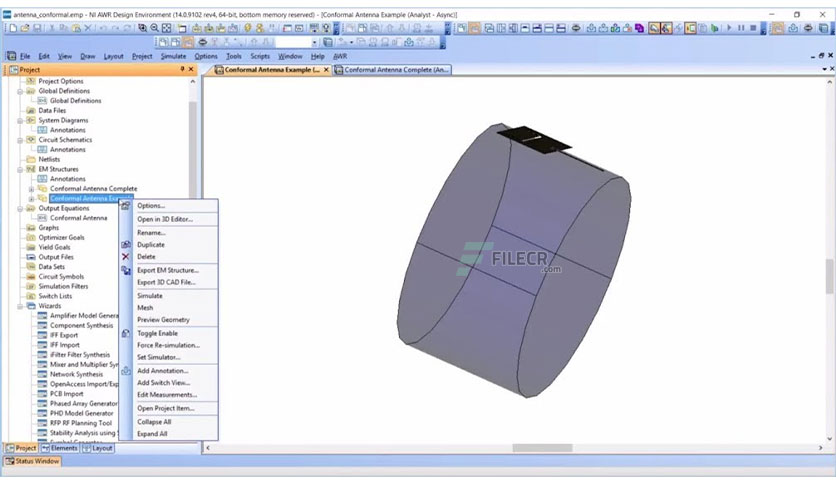 antenna_conformal.emp - NI AWR Design Environment (14.0.9102 rev4, 64-bit, bottom memory reserved) - [Conformal Antenna Example (Analyst - Async)]
File Edit View Draw Layout Project Simulate Options Tools Scripts Window Help AWR
Project
Conformal Antenna Example (...
Conformal Antenna Complete (An...
Project Options
Global Definitions
Global Definitions
Data Files
System Diagrams
Annotations
Circuit Schematics
Annotations
Netlists
EM Structures
Annotations
Conformal Antenna Complete
Conformal Antenna Exam
Output Equations
Conformal Antenna
Graphs
Optimizer Goals
Yield Goals
Output Files
Data Sets
Circuit Symbols
Simulation Filters
Switch Lists
Wizards
Amplifier Model Genera
Component Synthesis
IFF Export
IFF Import
iFilter Filter Synthesis
Mixer and Multiplier Syn
Network Synthesis
OpenAccess Import/Exp
PCB Import
Phased Array Generator
PHD Model Generator
RFP RF Planning Tool
Stability Analysis using S
Options...
Open in 3D Editor...
Rename...
Duplicate
Delete
Export EM Structure...
Export 3D CAD File...
Simulate
Mesh
Preview Geometry
Toggle Enable
Force Re-simulation...
Set Simulator...
Add Annotation...
Add Switch View...
Edit Measurements...
Open Project Item...
Collapse All
Expand All
FILECR
.com
Project Elements Layout
Status Window